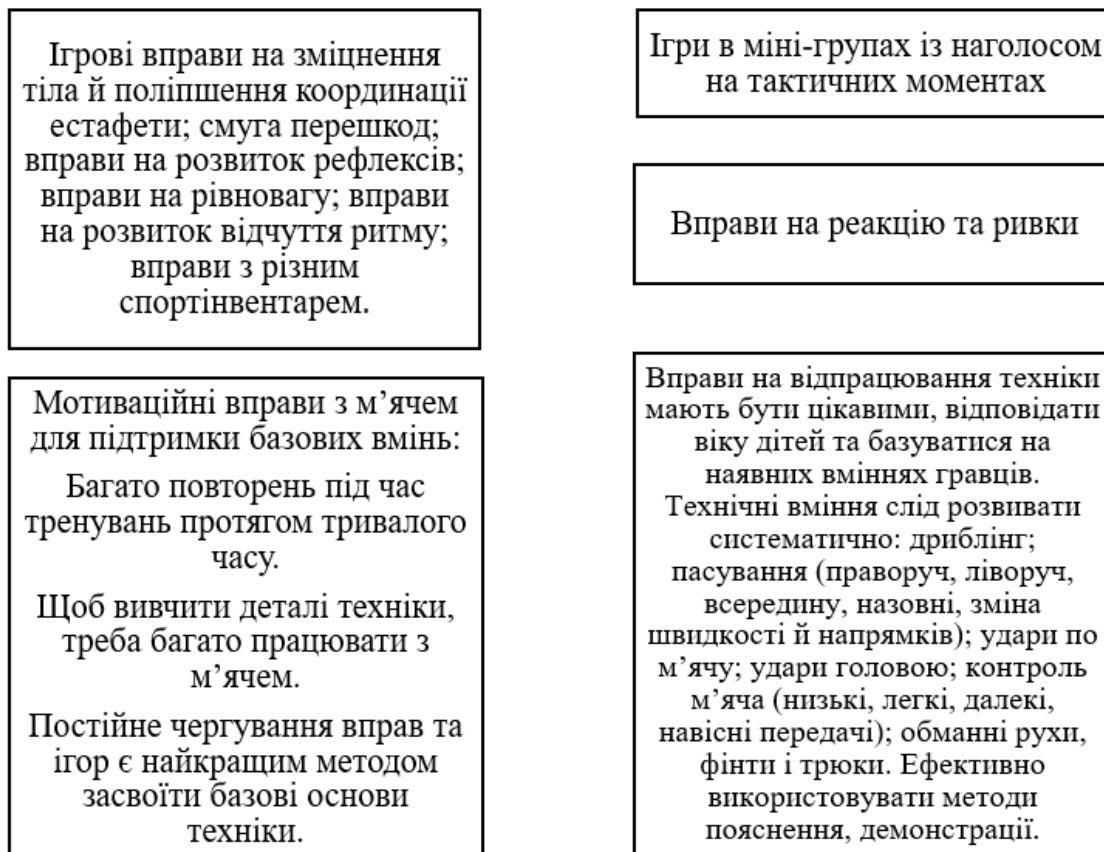 Ігрові вправи на зміцнення
тіла й поліпшення координації
естафети; смуга перешкод;
вправи на розвиток рефлексів;
вправи на рівновагу; вправи
на розвиток відчуття ритму;
вправи з різним
спортінвентарем.
Мотиваційні вправи з м’ячем
для підтримки базових вмінь:
Багато повторень під час
тренувань протягом тривалого
часу.
Щоб вивчити деталі техніки,
треба багато працювати з
м’ячем.
Постійне чергування вправ та
ігор є найкращим методом
засвоїти базові основи
техніки.
Ігри в міні-групах із наголосом
на тактичних моментах
Вправи на реакцію та ривки
Вправи на відпрацювання техніки
мають бути цікавими, відповідати
віку дітей та базуватися на
наявних вміннях гравців.
Технічні вміння слід розвивати
систематично: дриблінг;
пасування (праворуч, ліворуч,
всередину, назовні, зміна
швидкості й напрямків); удари по
м’ячу; удари головою; контроль
м’яча (низькі, легкі, далекі,
навісні передачі); обманні рухи,
фінти і трюки. Ефективно
використовувати методи
пояснення, демонстрації.